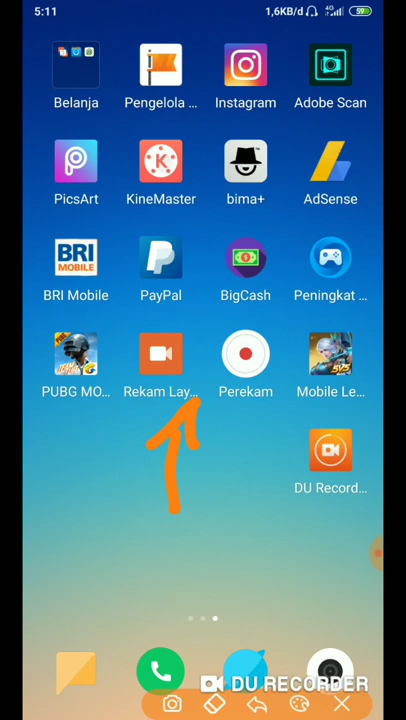 5:11 1,6KB/d 4G 59
Belanja Pengelola ... Instagram Adobe Scan
PicsArt KineMaster bima+ AdSense
BRI
MOBILE
BRI Mobile PayPal BigCash Peningkat ...
PUBG MO... Rekam Lay... Perekam Mobile Le...
DU Record...
DU RECORDER